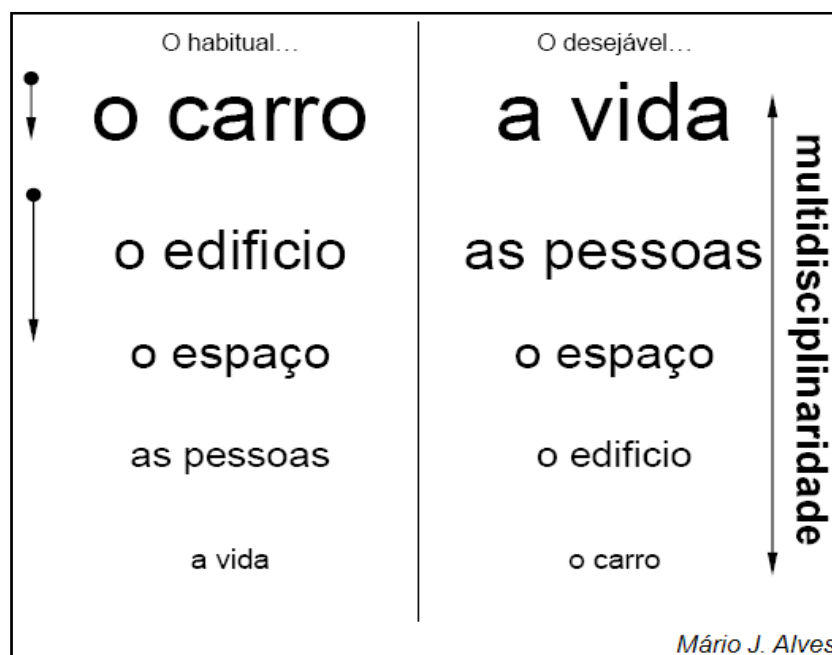 O habitual…
o carro
o edificio
o espaço
as pessoas
a vida
O desejável…
a vida
as pessoas
o espaço
o edificio
o carro
multidisciplinaridade
Mário J. Alves